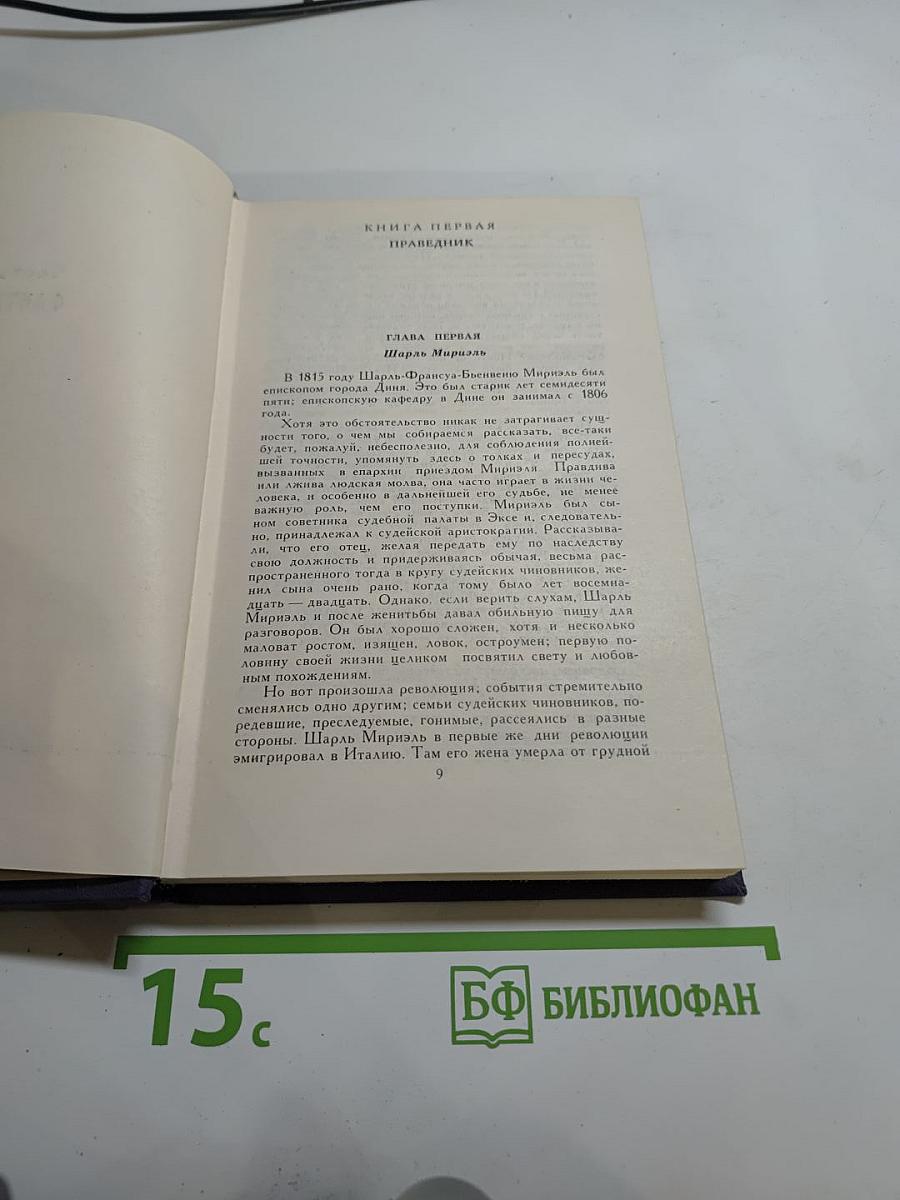 КНИГА ПЕРВАЯ
ПРАВЕДНИК
ГЛАВА ПЕРВАЯ
Шарль Мириэль
В 1815 году Шарль-Франсуа-Бьенвеню Мириэль был
епископом города Диня. Это был старик лет семидесяти
пяти; епископскую кафедру в Дине он занимал с 1806
года.
Хотя это обстоятельство никак не затрагивает сущ-
ности того, о чем мы собираемся рассказать, все-таки
будет, пожалуй, небесполезно, для соблюдения полней-
шей точности, упомянуть здесь о толках и пересудах,
вызванных в епархии приездом Мириэля. Правдива
или лжива людская молва, она часто играет в жизни че-
ловека, и особенно в дальнейшей его судьбе, не менее
важную роль, чем его поступки. Мириэль был сы-
ном советника судебной палаты в Эксе и, следователь-
но, принадлежал к судейской аристократии. Рассказыва-
ли, что его отец, желая передать ему по наследству
свою должность и придерживаясь обычая, весьма рас-
пространенного тогда в кругу судейских чиновников, же-
нил сына очень рано, когда тому было лет восемна-
дцать — двадцать. Однако, если верить слухам, Шарль
Мириэль и после женитьбы давал обильную пищу для
разговоров. Он был хорошо сложен, хотя и несколько
маловат ростом, изящен, ловок, остроумен; первую по-
ловину своей жизни целиком посвятил свету и любов-
ным похождениям.
Но вот произошла революция; события стремительно
сменялись одно другим; семьи судейских чиновников, по-
редевшие, преследуемые, гонимые, рассеялись в разные
стороны. Шарль Мириэль в первые же дни революции
эмигрировал в Италию. Там его жена умерла от грудной
9
15 с
БФ БИБЛИОФАН